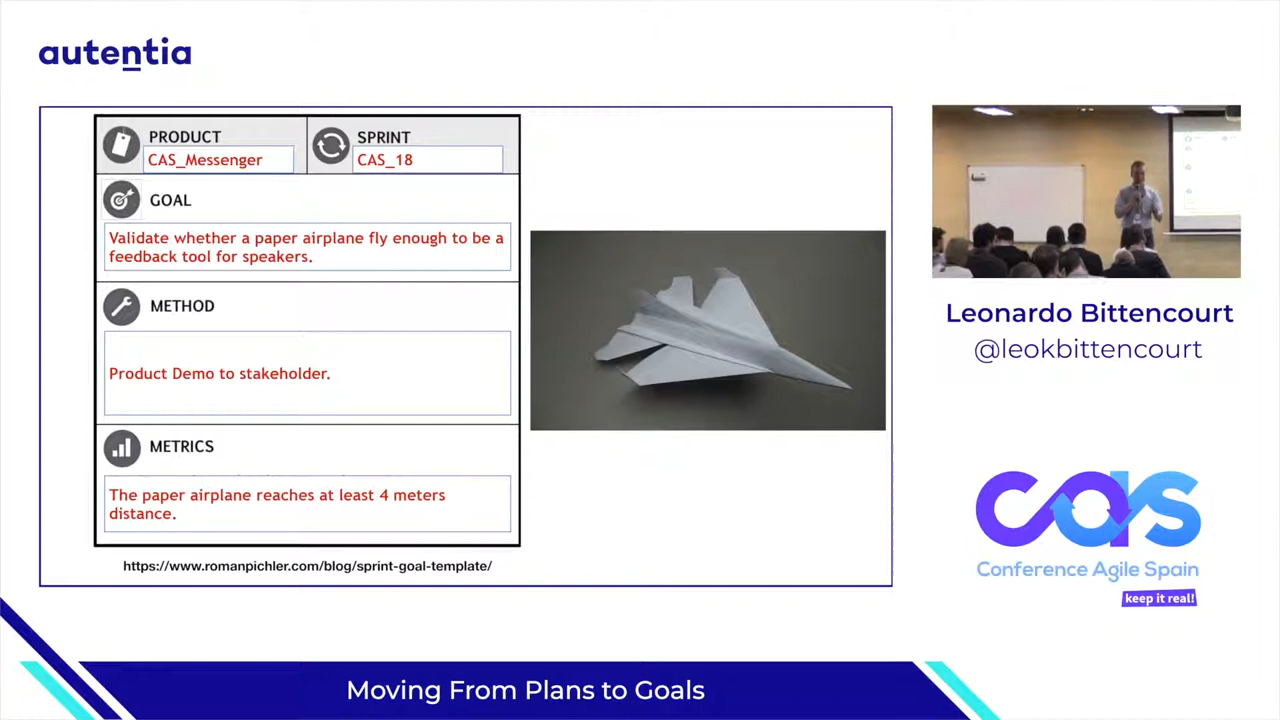 autentia
PRODUCT
CAS_Messenger
SPRINT
CAS_18
GOAL
Validate whether a paper airplane fly enough to be a
feedback tool for speakers.
METHOD
Product Demo to stakeholder.
METRICS
The paper airplane reaches at least 4 meters
distance.
https://www.romanpichler.com/blog/sprint-goal-template/
Leonardo Bittencourt
@leokbittencourt
cas
Conference Agile Spain
keep it real!
Moving From Plans to Goals